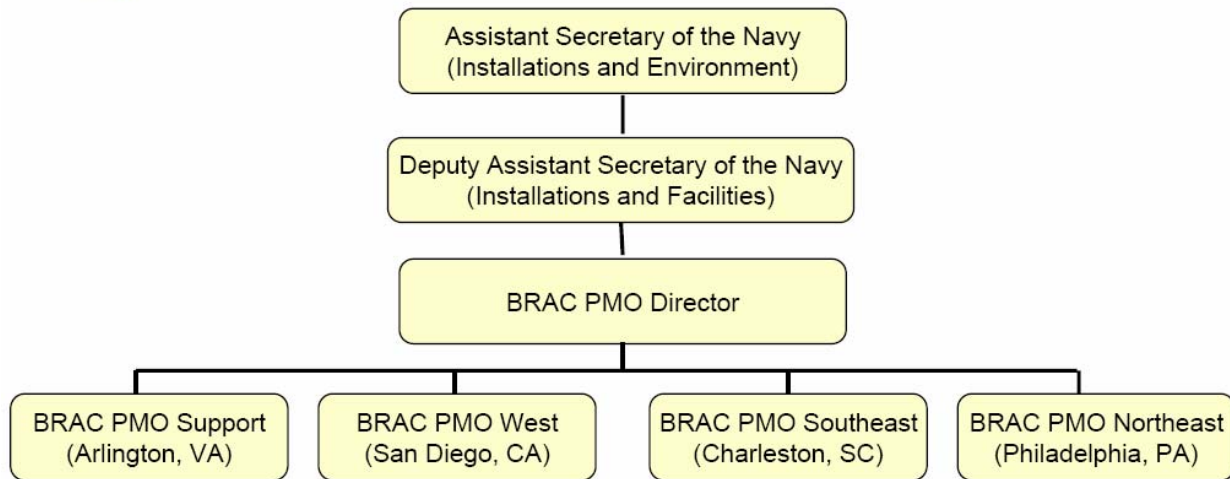 Assistant Secretary of the Navy
(Installations and Environment)
Deputy Assistant Secretary of the Navy
(Installations and Facilities)
BRAC PMO Director
BRAC PMO Support
(Arlington, VA)
BRAC PMO West
(San Diego, CA)
BRAC PMO Southeast
(Charleston, SC)
BRAC PMO Northeast
(Philadelphia, PA)